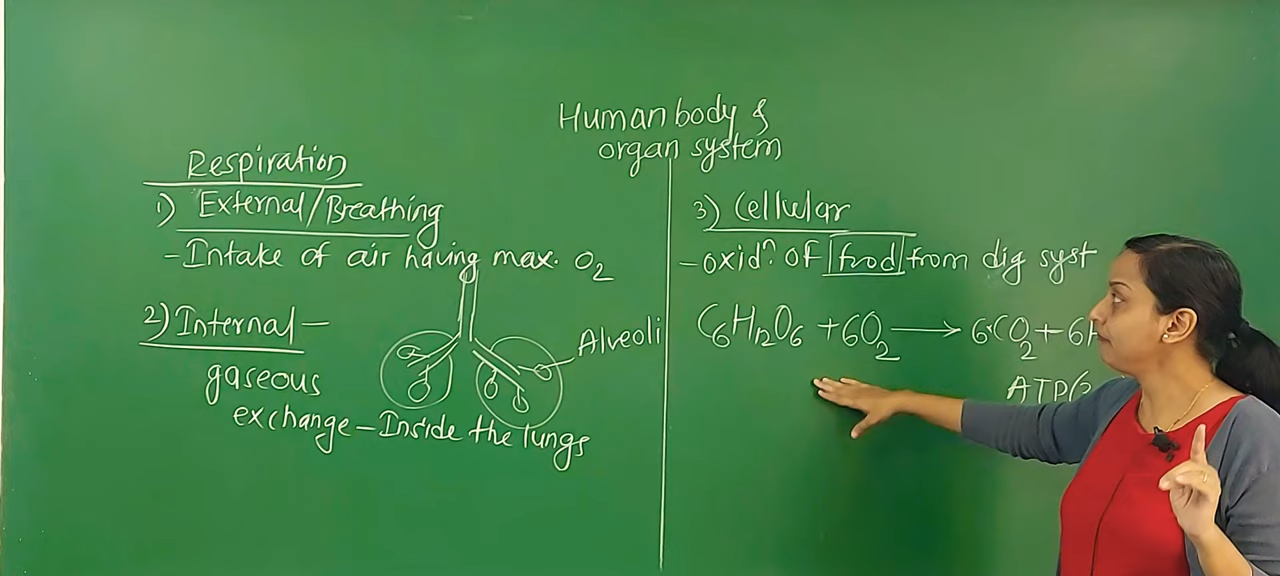 Human body &
organ system
Respiration
1) External/Breathing
- Intake of air having max. O2
2) Internal -
gaseous
exchange - Inside the lungs
Alveoli
3) Cellular
- oxidn. of food from dig syst
C6H12O6 + 6O2 → 6CO2 + 6
ATP(